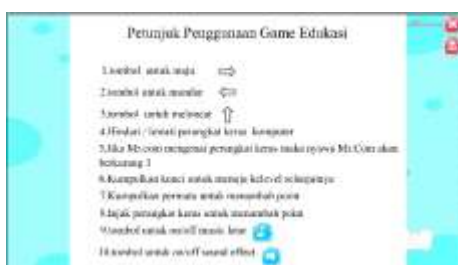 Petunjuk Penggunaan Game Edukasi
1.tombol untuk maju
2.tombol untuk mundur
3.tombol untuk meloncat
4.Hindari / lewati perangkat keras komputer
5.Jika Mr.com mengenai perangkat keras maka nyawa Mr.Com akan
berkurang 1
6.Kumpulkan kunci untuk menuju kelevel selanjutnya
7.Kumpulkan permata untuk menambah point
8.Injak perangkat keras untuk menambah point
9.tombol untuk on/off music latar
10.tombol untuk on/off sound effect